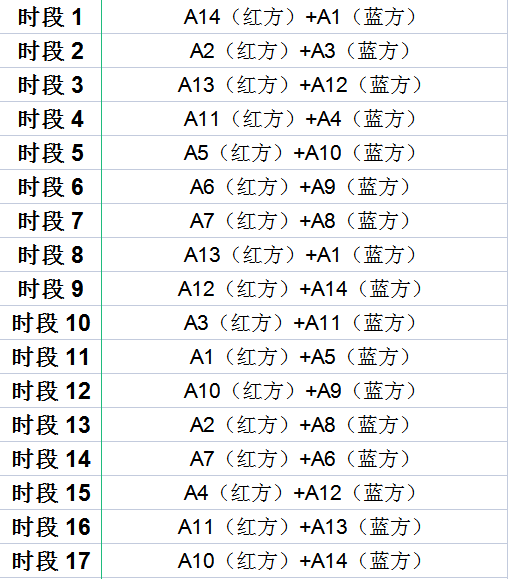 时段 1 A14（红方）+A1（蓝方）
时段 2 A2（红方）+A3（蓝方）
时段 3 A13（红方）+A12（蓝方）
时段 4 A11（红方）+A4（蓝方）
时段 5 A5（红方）+A10（蓝方）
时段 6 A6（红方）+A9（蓝方）
时段 7 A7（红方）+A8（蓝方）
时段 8 A13（红方）+A1（蓝方）
时段 9 A12（红方）+A14（蓝方）
时段 10 A3（红方）+A11（蓝方）
时段 11 A1（红方）+A5（蓝方）
时段 12 A10（红方）+A9（蓝方）
时段 13 A2（红方）+A8（蓝方）
时段 14 A7（红方）+A6（蓝方）
时段 15 A4（红方）+A12（蓝方）
时段 16 A11（红方）+A13（蓝方）
时段 17 A10（红方）+A14（蓝方）